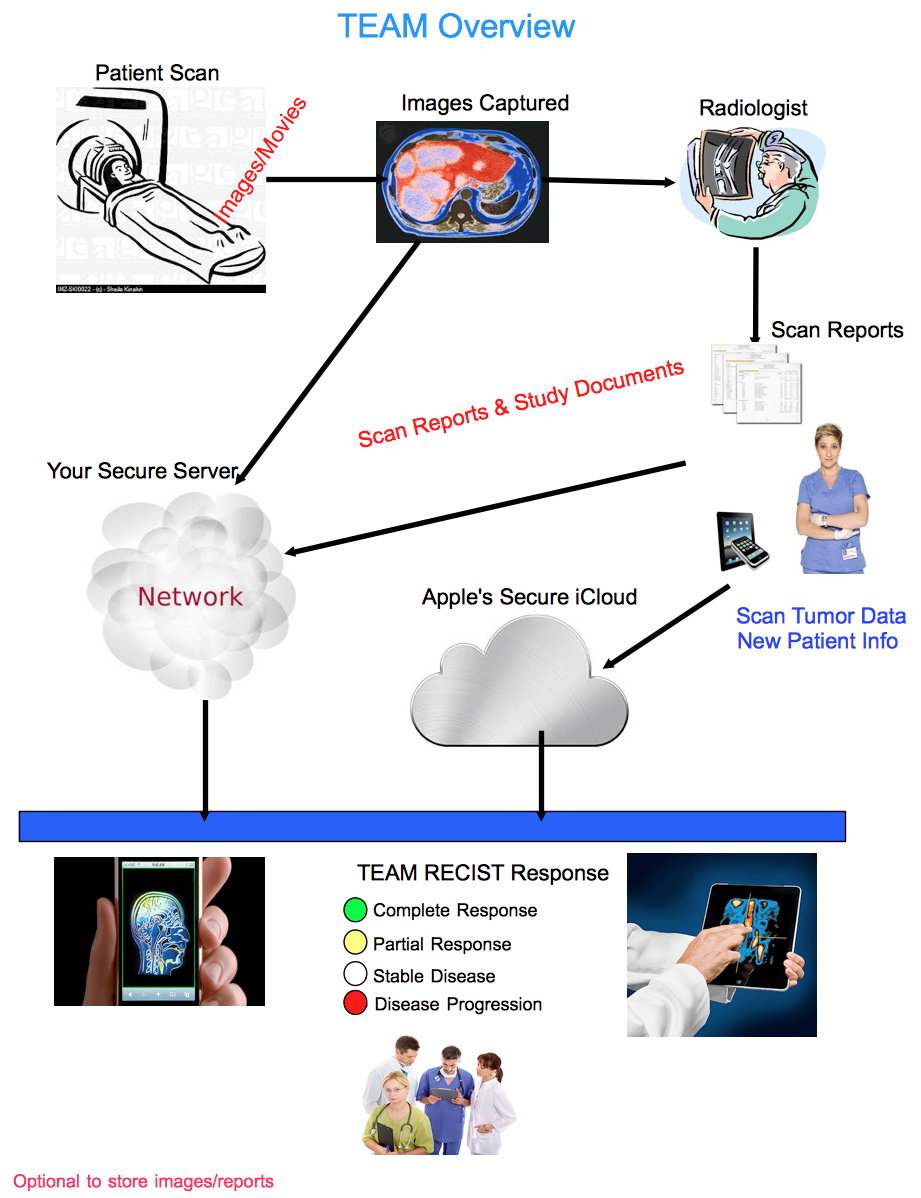 TEAM Overview
Patient Scan
Images/Movies
Images Captured
Radiologist
IMZ-SKI0022 - (c) - Sheila Kinakin
Scan Reports
Scan Reports & Study Documents
Your Secure Server
Network
Apple's Secure iCloud
Scan Tumor Data
New Patient Info
TEAM RECIST Response
Complete Response
Partial Response
Stable Disease
Disease Progression
Optional to store images/reports